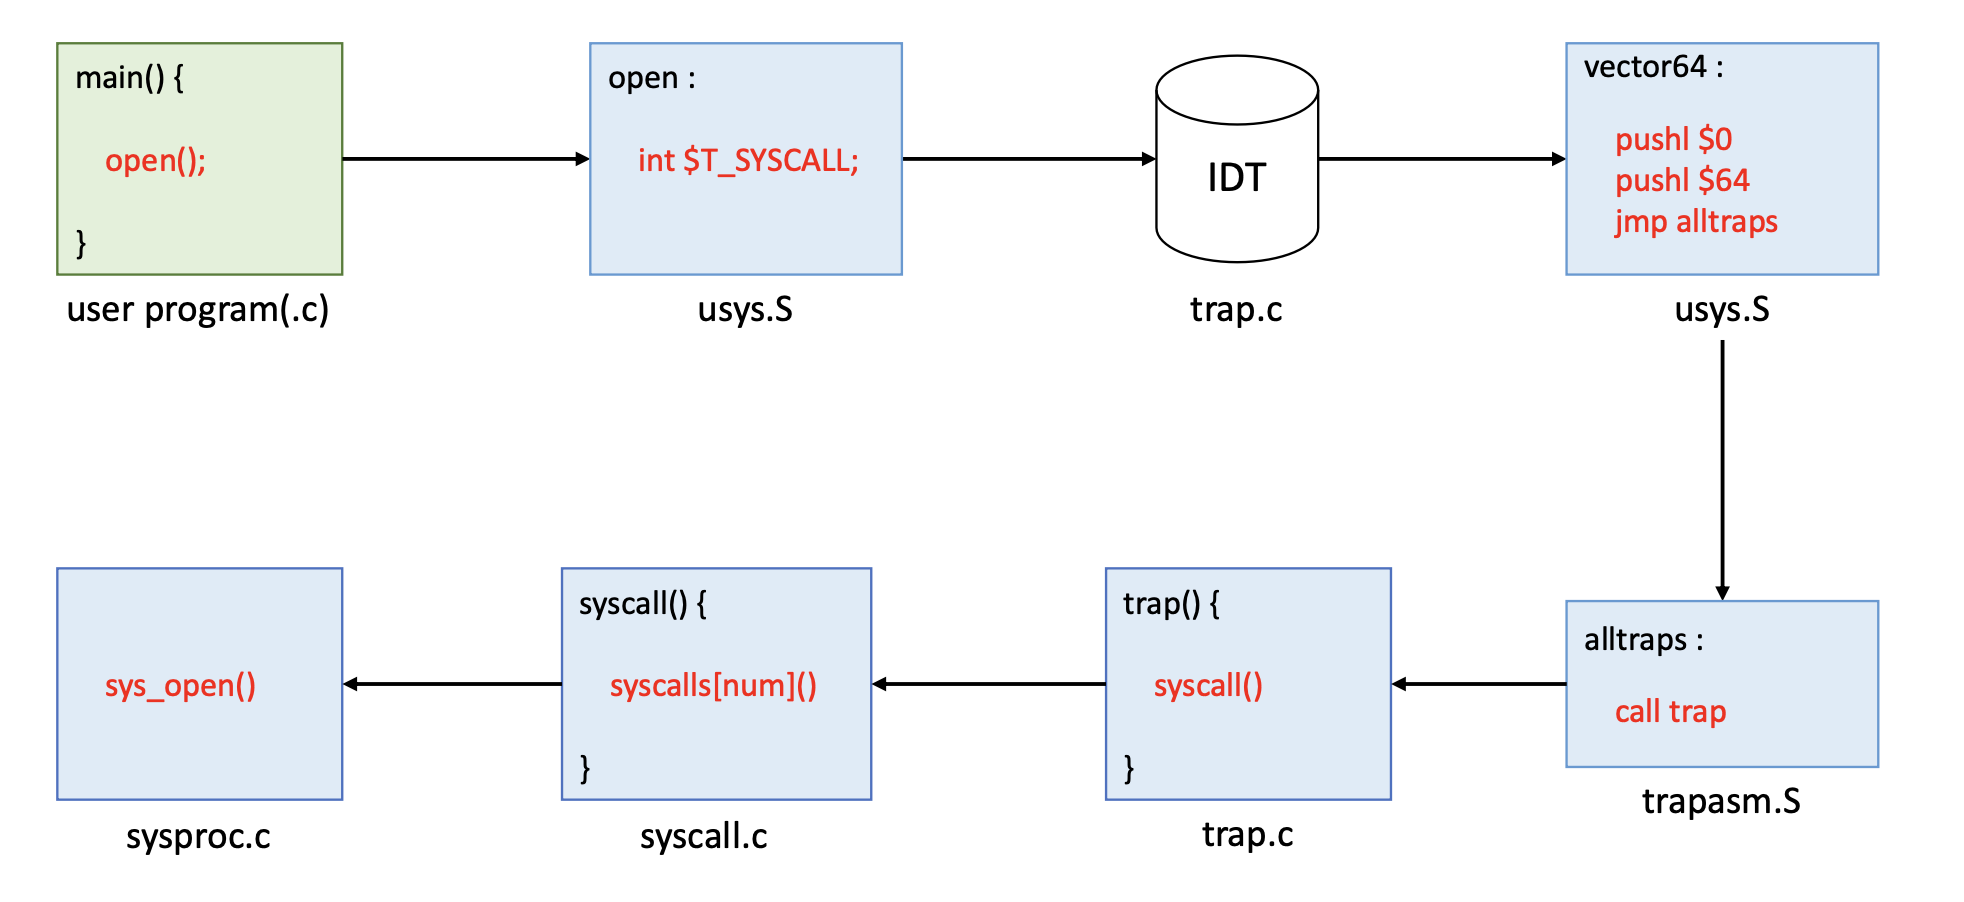 main() {
open();
}
user program(.c)
open :
int $T_SYSCALL;
usys.S
IDT
trap.c
vector64 :
pushl $0
pushl $64
jmp alltraps
usys.S
alltraps :
call trap
trapasm.S
trap() {
syscall()
}
trap.c
syscall() {
syscalls[num]()
}
syscall.c
sys_open()
sysproc.c